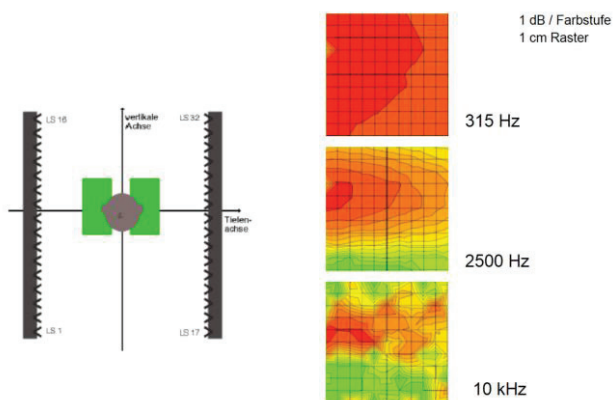 1 dB / Farbstufe
1 cm Raster
LS 16
vertikale
Achse
LS 32
315 Hz
Tiefen-
achse
2500 Hz
LS 1
LS 17
10 kHz